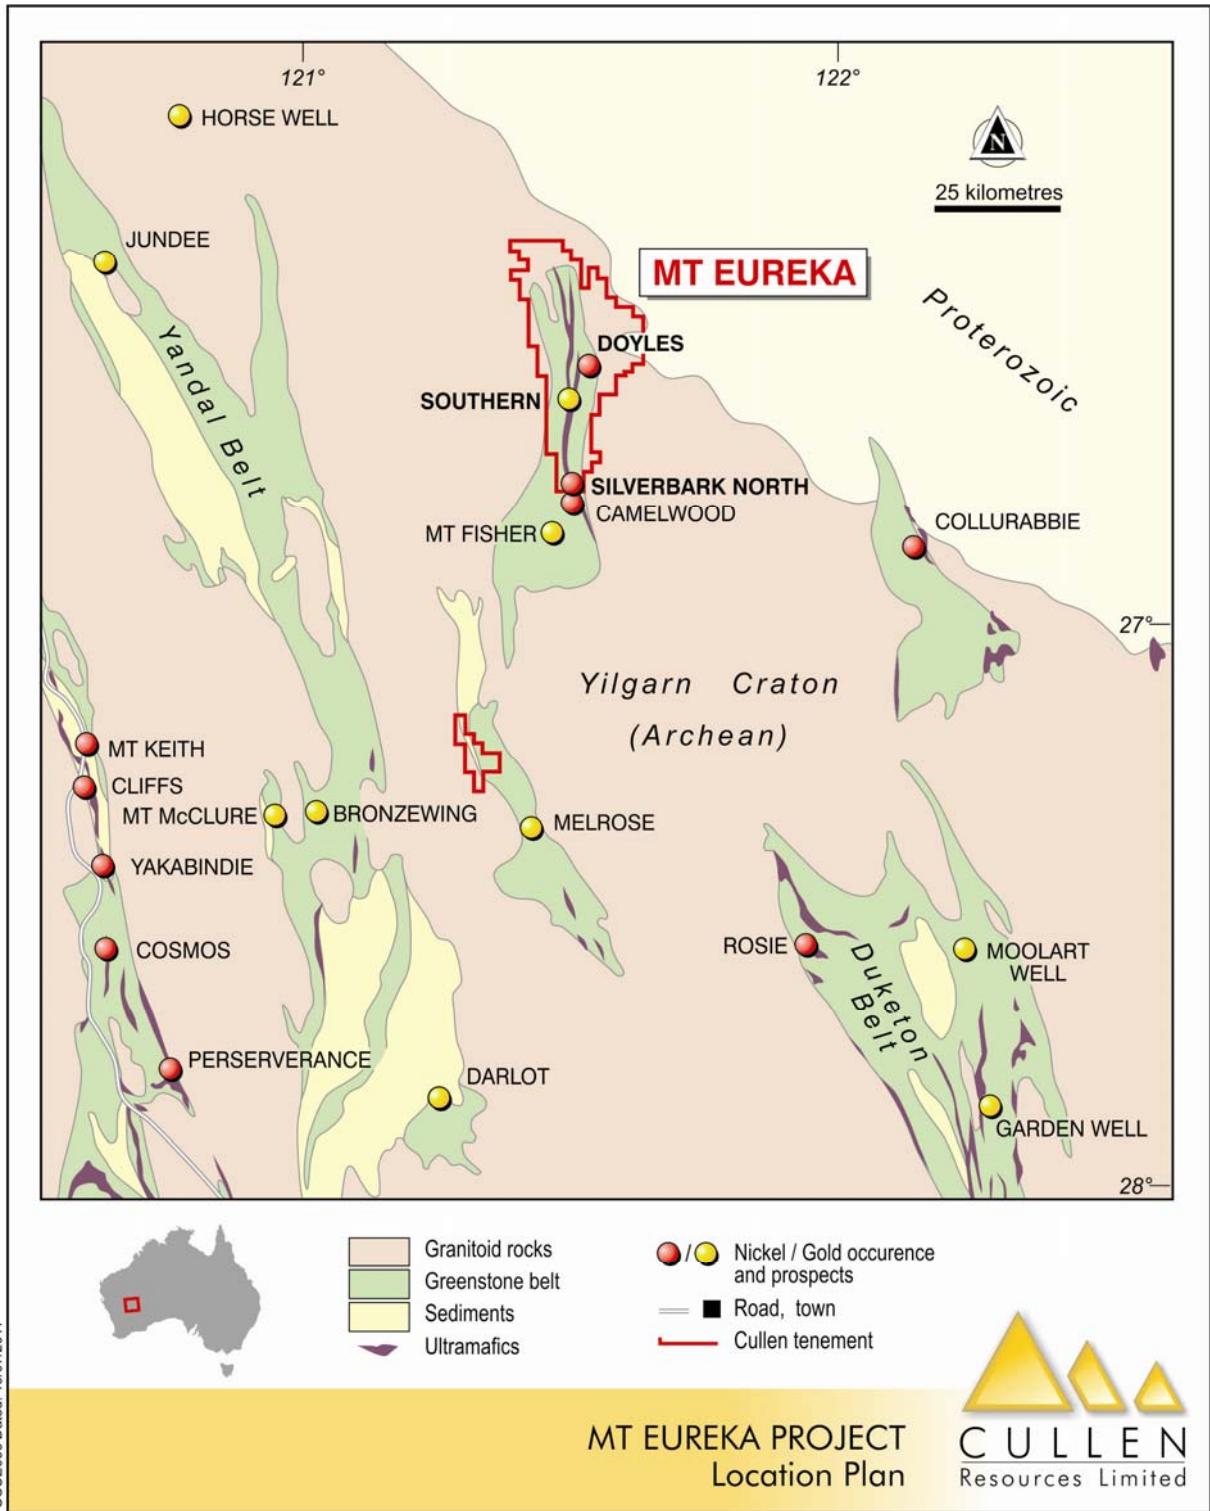 121°
122°
HORSE WELL
N
25 kilometres
JUNDEE
MT EUREKA
Yandal Belt
Proterozoic
DOYLES
SOUTHERN
SILVERBARK NORTH
CAMELWOOD
MT FISHER
COLLURABBIE
27°
Yilgarn Craton
(Archean)
MT KEITH
CLIFFS
MT McCLURE
BRONZEWING
MELROSE
YAKABINDIE
COSMOS
ROSIE
MOOLART
WELL
Duketon
Belt
PERSERVERANCE
DARLOT
GARDEN WELL
28°
Granitoid rocks
Greenstone belt
Sediments
Ultramafics
/
Nickel / Gold occurence
and prospects
Road, town
Cullen tenement
MT EUREKA PROJECT
Location Plan
CULLEN
Resources Limited